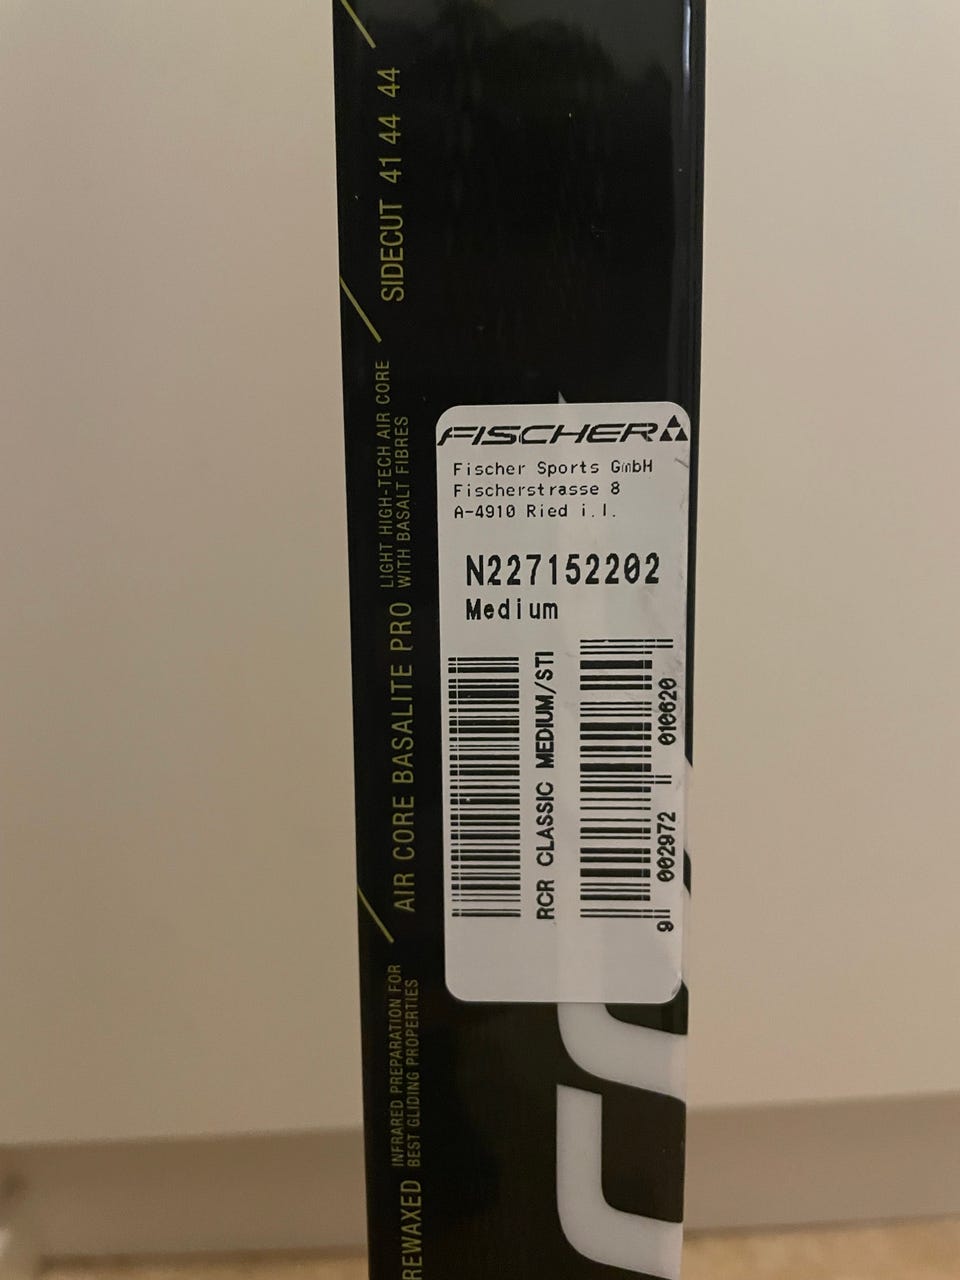 SIDECUT 41 44 44
LIGHT HIGH-TECH AIR CORE
WITH BASALT FIBRES
AIR CORE BASALITE PRO
INFRARED PREPARATION FOR
BEST GLIDING PROPERTIES
REWAXED
FISCHER
Fischer Sports GmbH
Fischerstrasse 8
A-4910 Ried i.I.
N227152202
Medium
RCR CLASSIC MEDIUM/STI
9 002972 010620